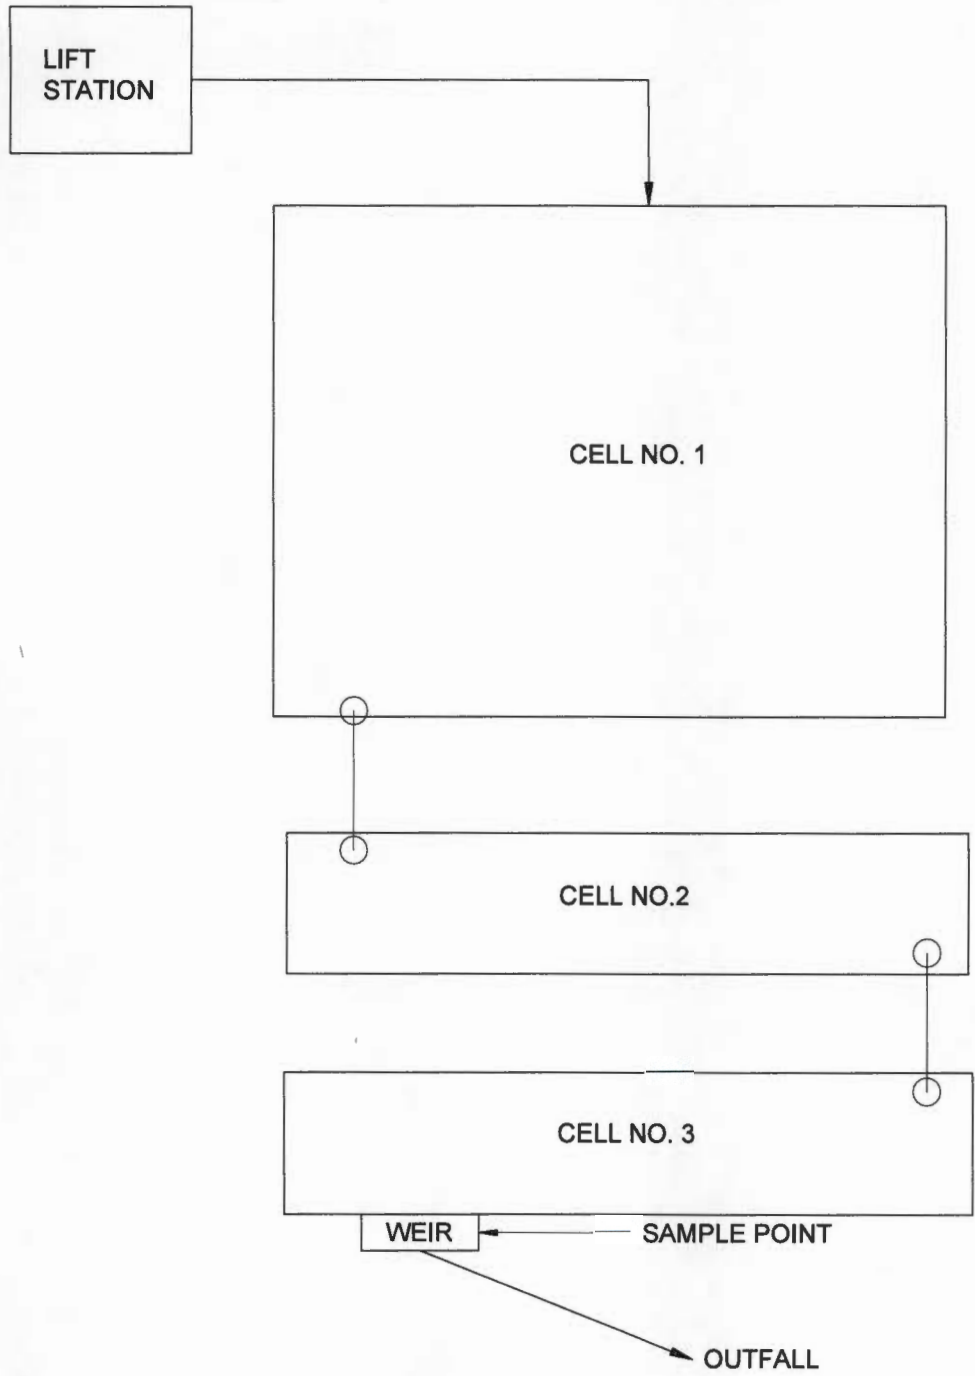 LIFT
STATION
CELL NO. 1
CELL NO.2
CELL NO. 3
WEIR
SAMPLE POINT
OUTFALL